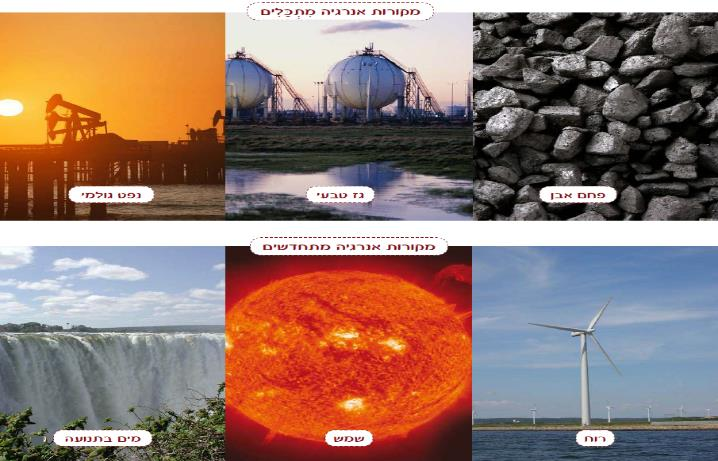 מקורות אנרגיה מִתְכַּלִּים
פחם אבן
גז טבעי
נפט גולמי
מקורות אנרגיה מתחדשים
רוח
שמש
מים בתנועה